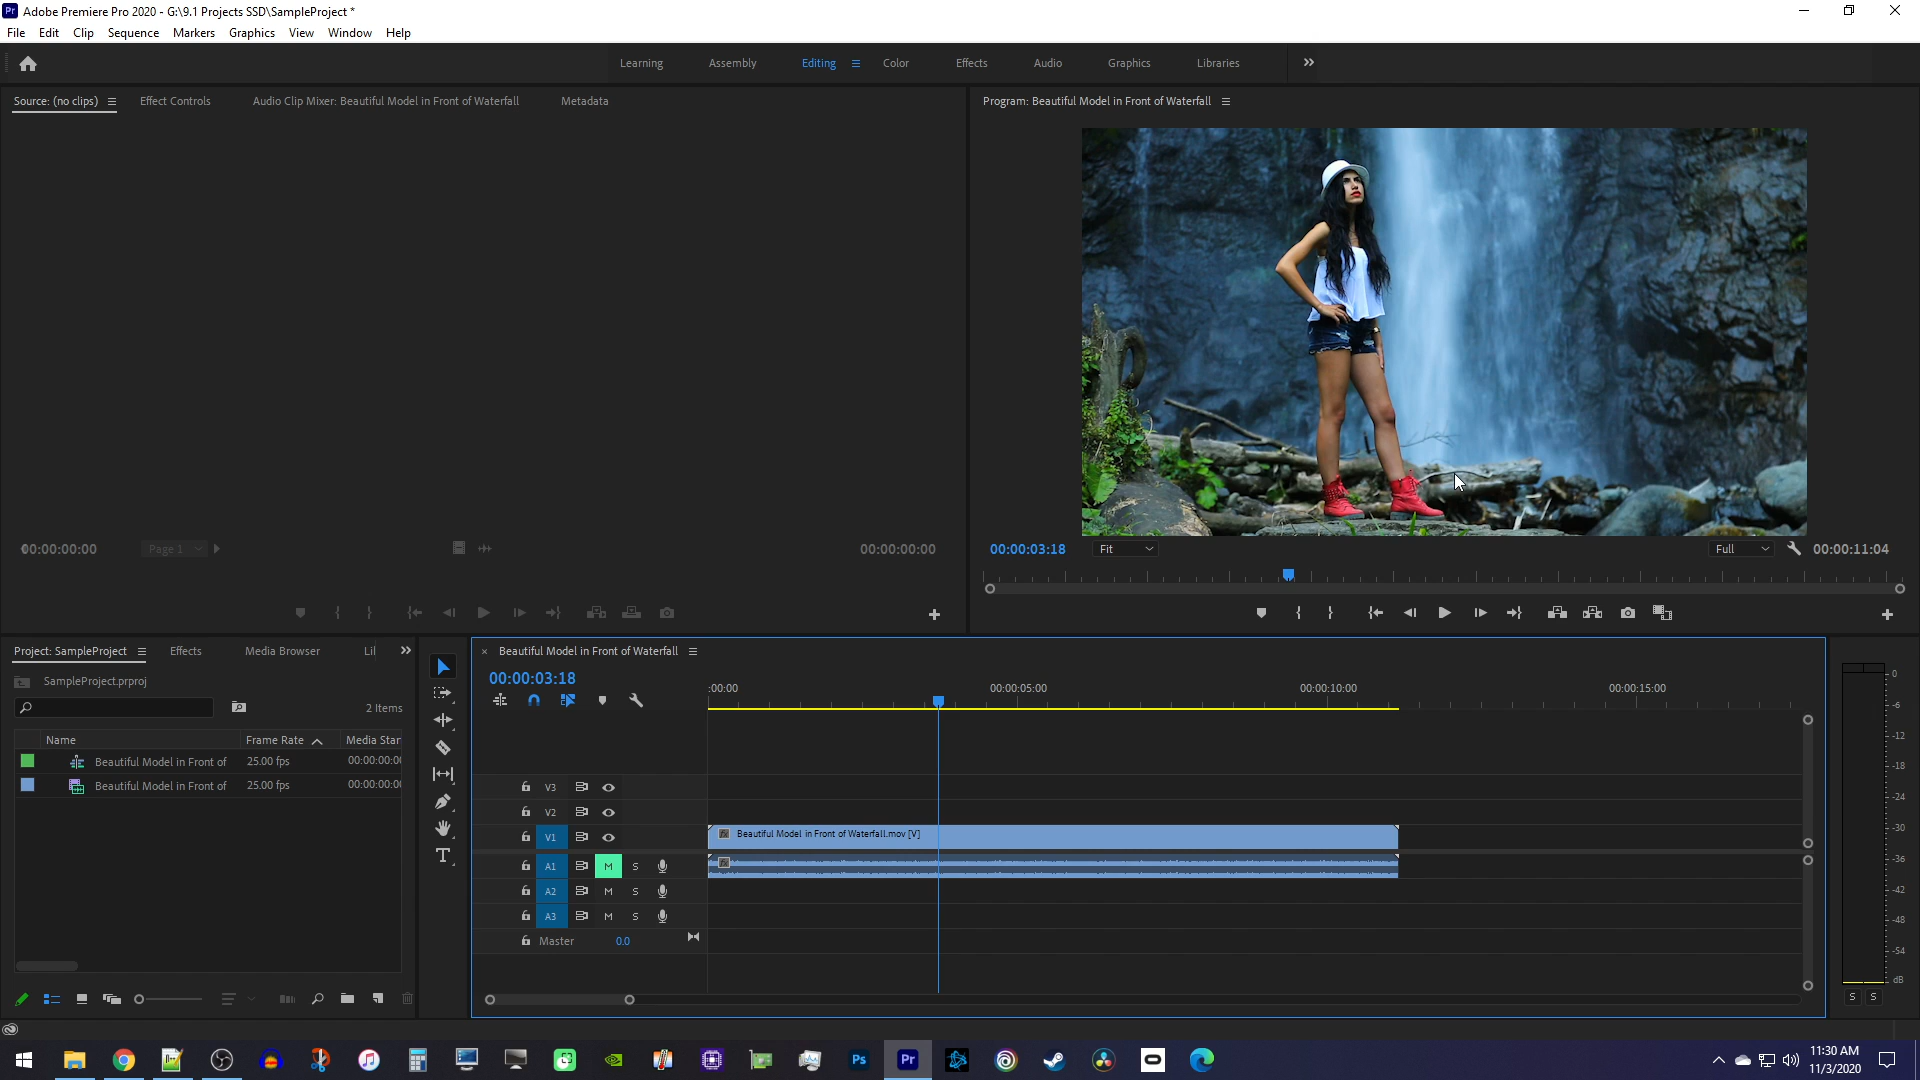 Adobe Premiere Pro 2020 - G:\9.1 Projects SSD\SampleProject *
File Edit Clip Sequence Markers Graphics View Window Help
Learning Assembly Editing Color Effects Audio Graphics Libraries
Source: (no clips) Effect Controls Audio Clip Mixer: Beautiful Model in Front of Waterfall Metadata
Program: Beautiful Model in Front of Waterfall
00:00:00:00 Page 1 00:00:00:00
00:00:03:18 Fit Full 00:00:11:04
Project: SampleProject Effects Media Browser Lil
SampleProject.prproj
2 Items
Name Frame Rate Media Star
Beautiful Model in Front of 25.00 fps 00:00:00:00
Beautiful Model in Front of 25.00 fps 00:00:00:00
× Beautiful Model in Front of Waterfall
00:00:03:18
:00:00 00:00:05:00 00:00:10:00 00:00:15:00
V3
V2
V1 fx Beautiful Model in Front of Waterfall.mov [V]
A1 M S
A2 M S
A3 M S
Master 0.0
0
-6
-12
-18
-24
-30
-36
-42
-48
-54
dB
S S
Ps Pr
11:30 AM
11/3/2020